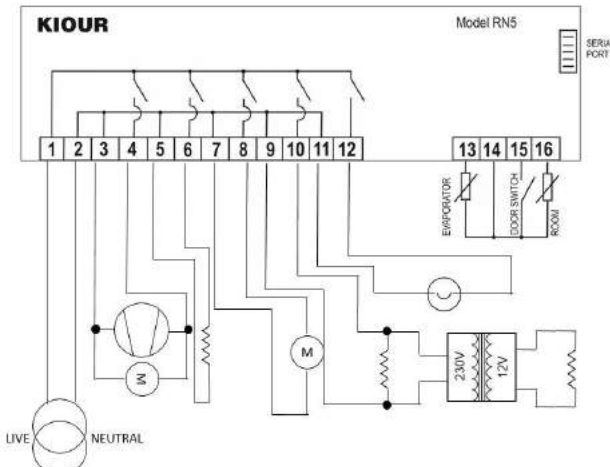 KIOUR
Model RN5
SERIA
PORT
1 2 3 4 5 6 7 8 9 10 11 12
13 14 15 16
EVAPORATOR
DOOR SWITCH
ROOM
M
M
230V
12V
LIVE
NEUTRAL